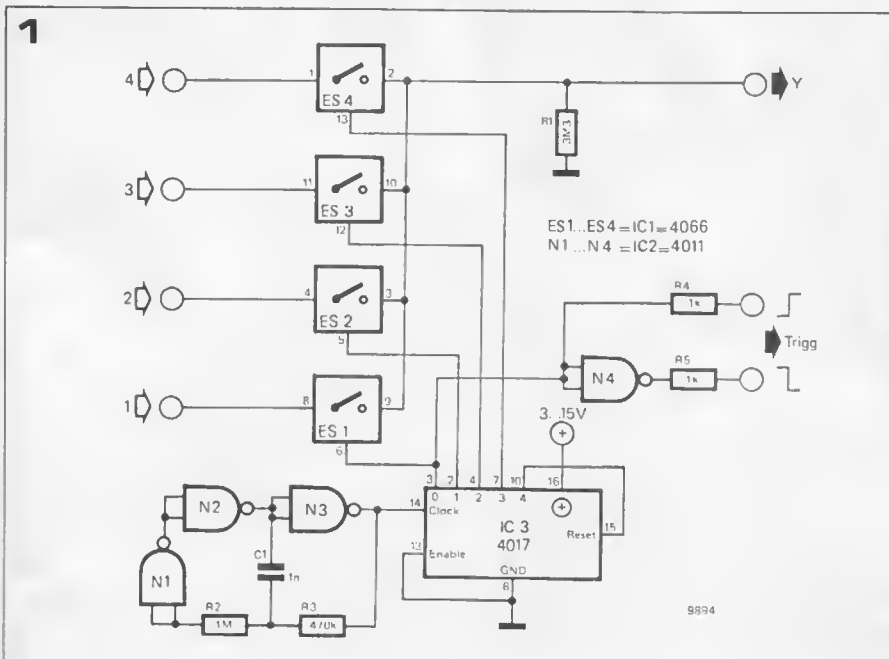 1
4
1
2
ES 4
13
Y
R1
3M3
3
11
10
ES 3
12
ES1...ES4=IC1=4066
N1...N4=IC2=4011
2
4
3
ES 2
5
R4
1k
Trigg
N4
R5
1k
1
8
9
ES 1
6
3...15V
+
3
2
4
7
10
16
0
1
2
3
4
+
N2
N3
14
Clock
IC 3
4017
Reset
15
13
Enable
GND
8
C1
1n
N1
R2
1M
R3
470k
9894